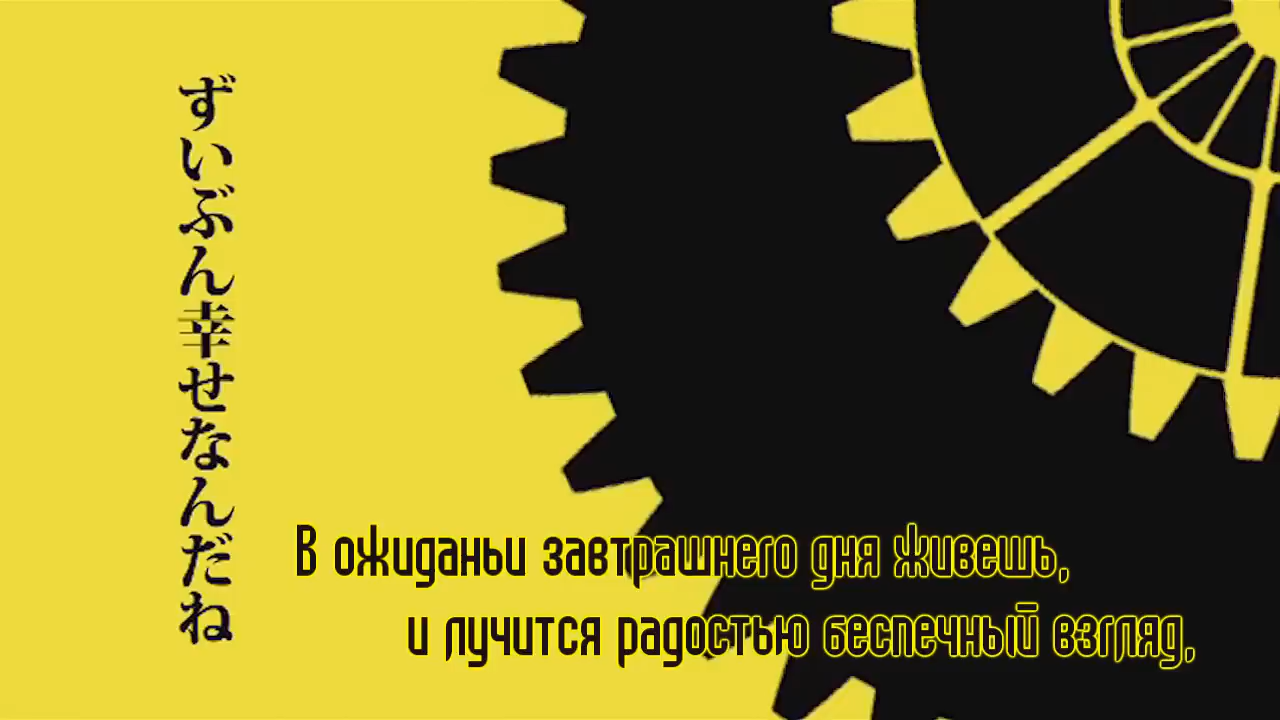 ずいぶん幸せなんだね
В ожиданьи завтрашнего дня живешь,
и лучится радостью беспечный взгляд,